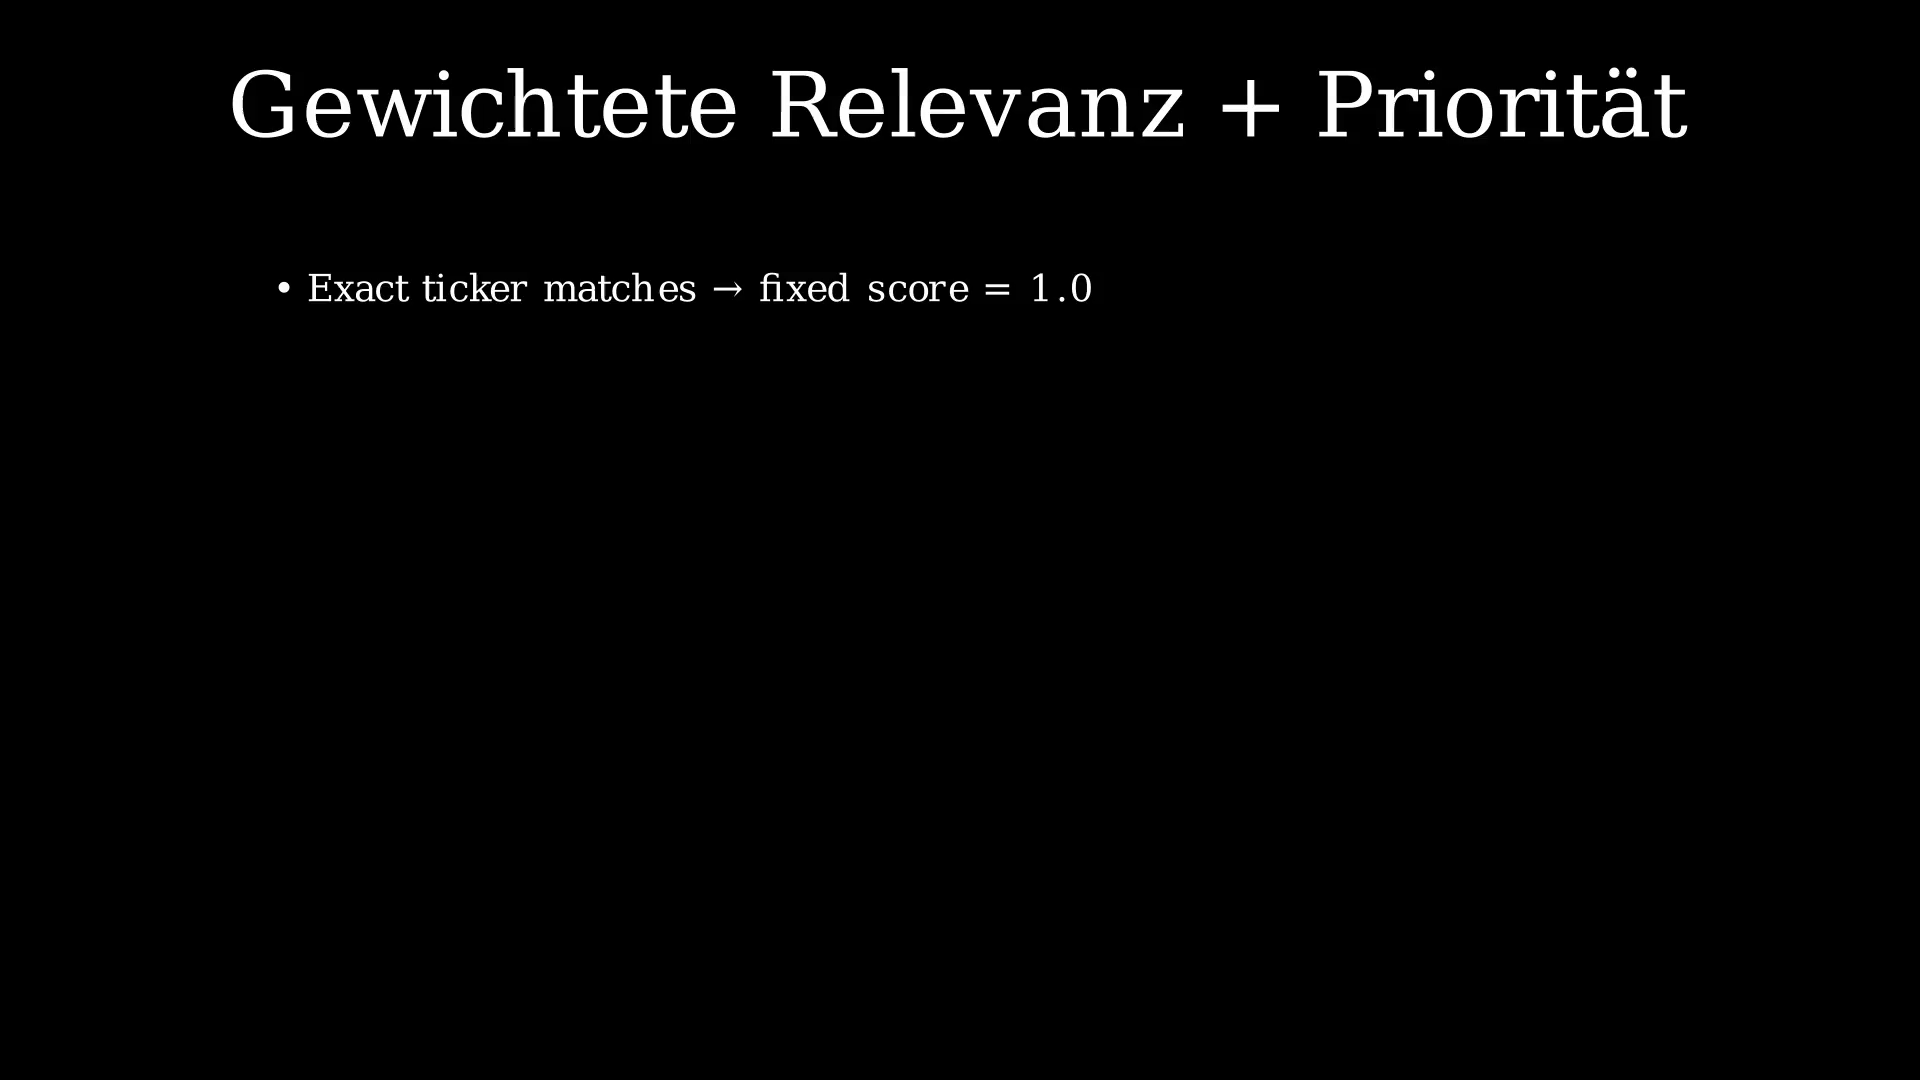 Gewichtete Relevanz + Priorität
• Exact ticker matches → fixed score = 1.0